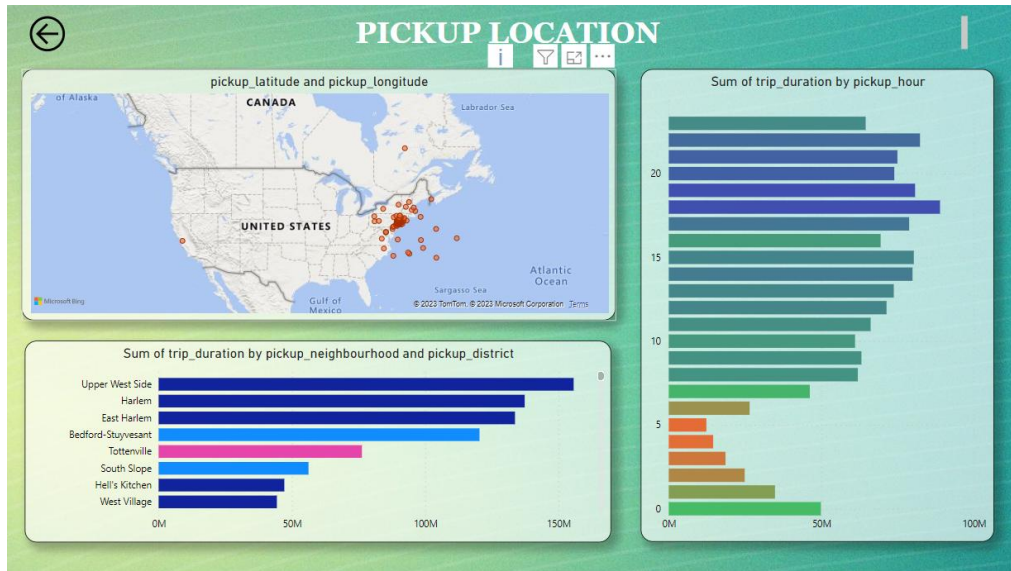 PICKUP LOCATION
i
pickup_latitude and pickup_longitude
of Alaska
CANADA
Labrador Sea
UNITED STATES
Atlantic
Ocean
Sargasso Sea
Gulf of
Mexico
Microsoft Bing
© 2023 TomTom, © 2023 Microsoft Corporation Terms
Sum of trip_duration by pickup_neighbourhood and pickup_district
Upper West Side
Harlem
East Harlem
Bedford-Stuyvesant
Tottenville
South Slope
Hell's Kitchen
West Village
0M 50M 100M 150M
Sum of trip_duration by pickup_hour
20
15
10
5
0
0M 50M 100M